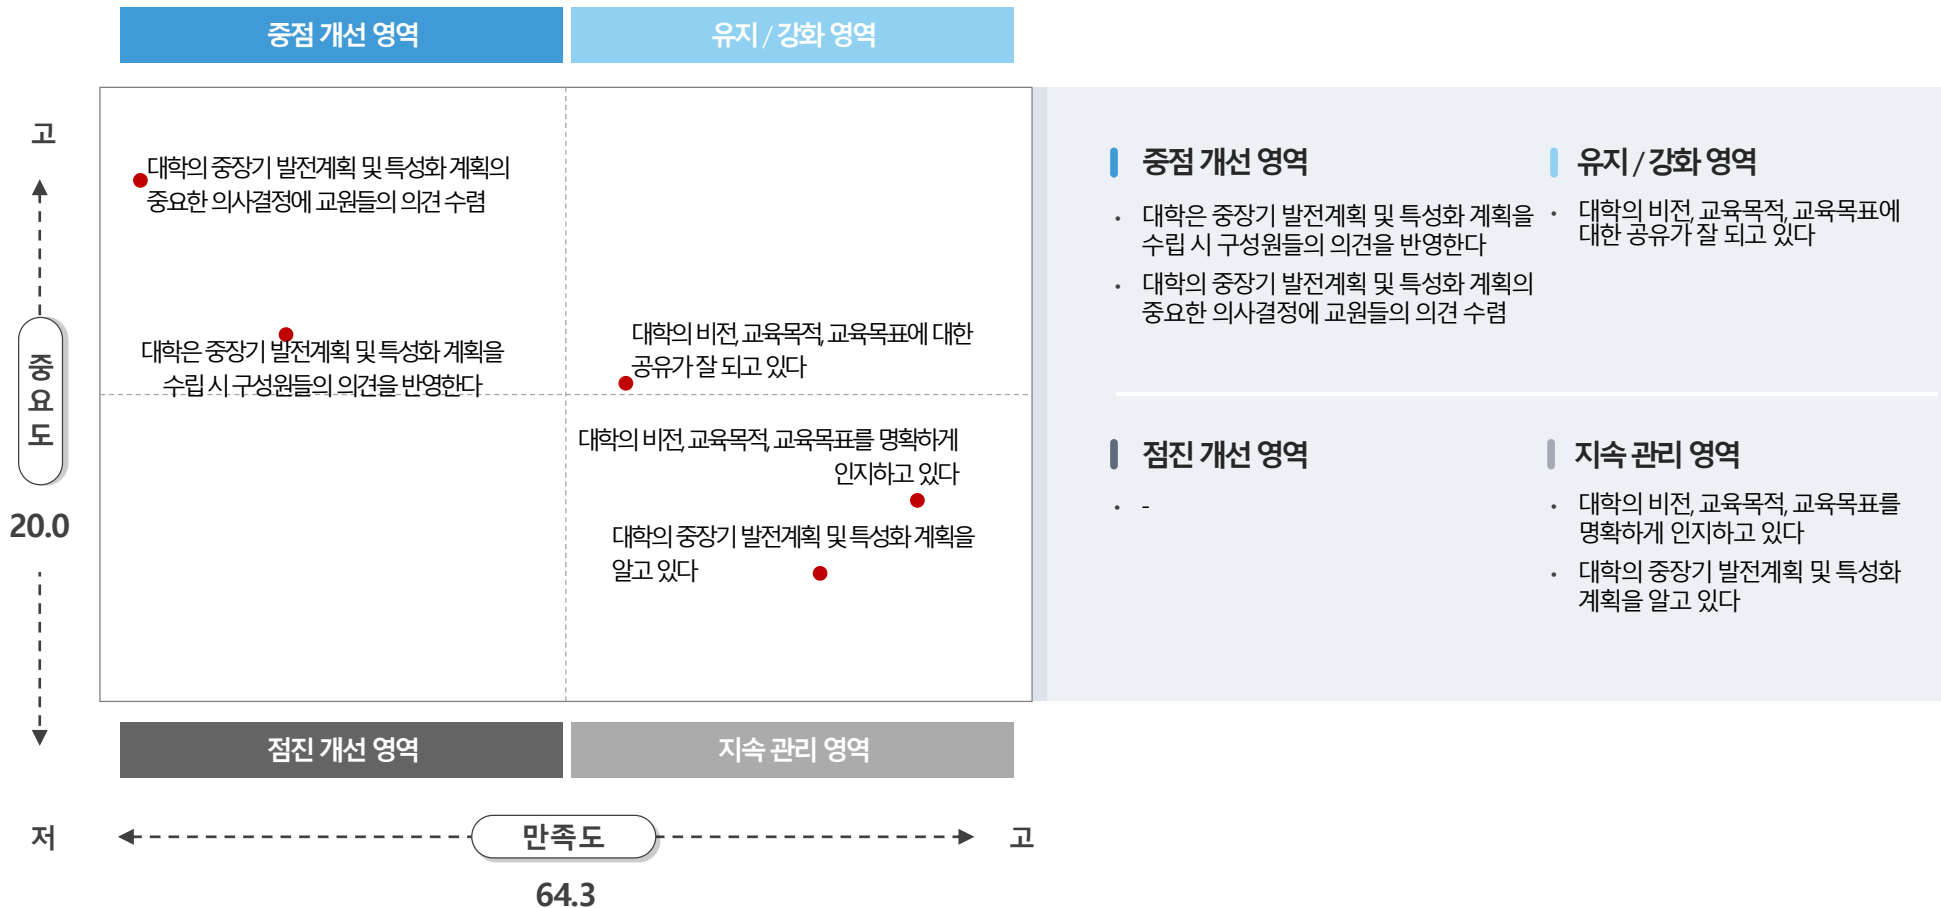 중점 개선 영역
유지 / 강화 영역
고
대학의 중장기 발전계획 및 특성화 계획의
중요한 의사결정에 교원들의 의견 수렴
대학은 중장기 발전계획 및 특성화 계획을
수립 시 구성원들의 의견을 반영한다
대학의 비전, 교육목적, 교육목표에 대한
공유가 잘 되고 있다
중요도
20.0
대학의 비전, 교육목적, 교육목표를 명확하게
인지하고 있다
대학의 중장기 발전계획 및 특성화 계획을
알고 있다
점진 개선 영역
지속 관리 영역
저
만족도
고
64.3
중점 개선 영역
• 대학은 중장기 발전계획 및 특성화 계획을
수립 시 구성원들의 의견을 반영한다
• 대학의 중장기 발전계획 및 특성화 계획의
중요한 의사결정에 교원들의 의견 수렴
유지 / 강화 영역
• 대학의 비전, 교육목적, 교육목표에
대한 공유가 잘 되고 있다
점진 개선 영역
• -
지속 관리 영역
• 대학의 비전, 교육목적, 교육목표를
명확하게 인지하고 있다
• 대학의 중장기 발전계획 및 특성화
계획을 알고 있다